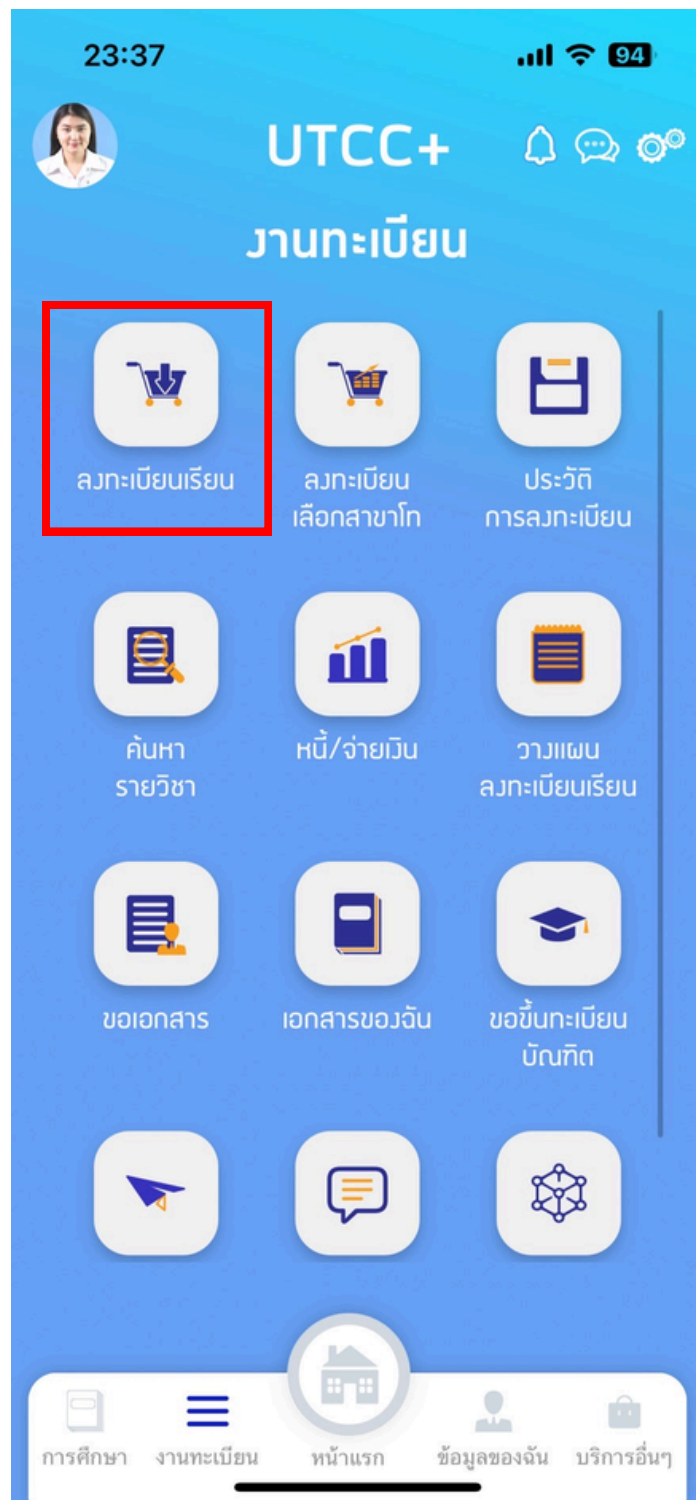 23:37
94
UTCC+
งานทะเบียน
ลงทะเบียนเรียน
ลงทะเบียน
เลือกสาขาโท
ประวัติ
การลงทะเบียน
ค้นหา
รายวิชา
หนี้/จ่ายเงิน
วางแผน
ลงทะเบียนเรียน
ขอเอกสาร
เอกสารของฉัน
ขอขึ้นทะเบียน
บัณฑิต
การศึกษา
งานทะเบียน
หน้าแรก
ข้อมูลของฉัน
บริการอื่นๆ